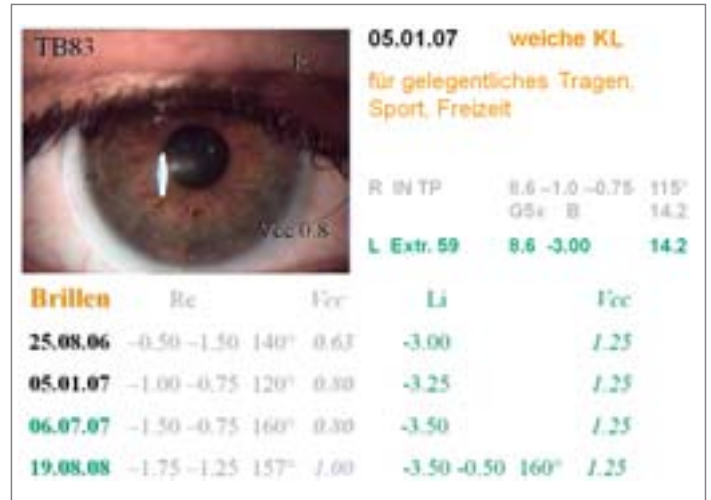 TB83
Vcc 0.8
05.01.07 weiche KL
für gelegentliches Tragen,
Sport, Freizeit
R IN TP 8.6 –1.0 –0.75 115°
B 14.2
L Extr. 59 8.6 -3.00 14.2
Brillen Re Vcc Li Vcc
25.08.06 –0.50 –1.50 140° 0.63 -3.00 1.25
05.01.07 –1.00 –0.75 120° 0.80 -3.25 1.25
06.07.07 –1.50 –0.75 160° 0.80 -3.50 1.25
19.08.08 –1.75 –1.25 157° 1.00 -3.50 -0.50 160° 1.25